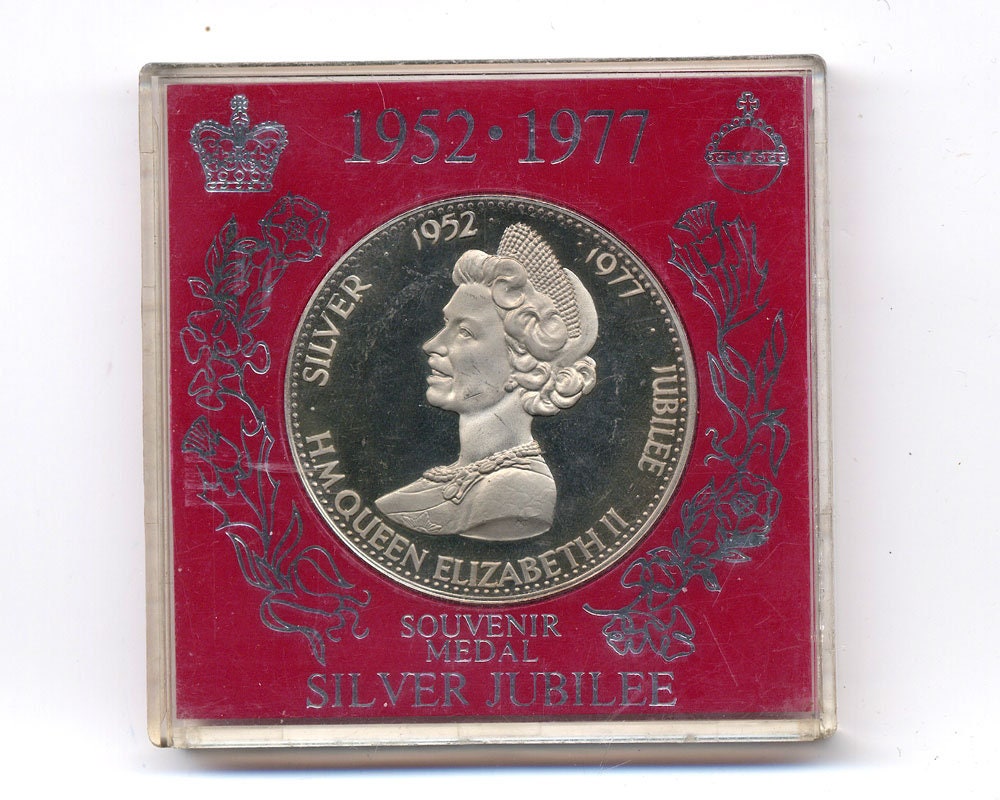 1952 · 1977
1952 1977
· SILVER JUBILEE
H.M. QUEEN ELIZABETH II
SOUVENIR
MEDAL
SILVER JUBILEE